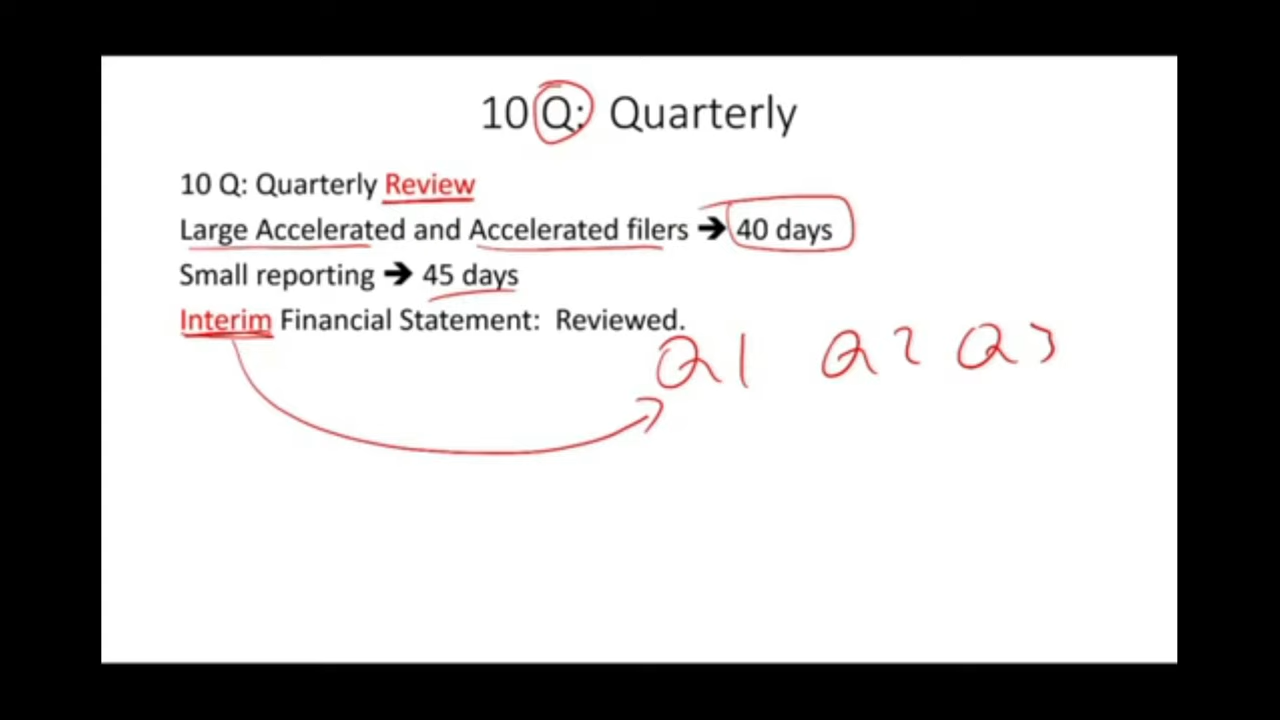 10 Q: Quarterly
10 Q: Quarterly Review
Large Accelerated and Accelerated filers ➔ 40 days
Small reporting ➔ 45 days
Interim Financial Statement: Reviewed.
Q1 Q2 Q3